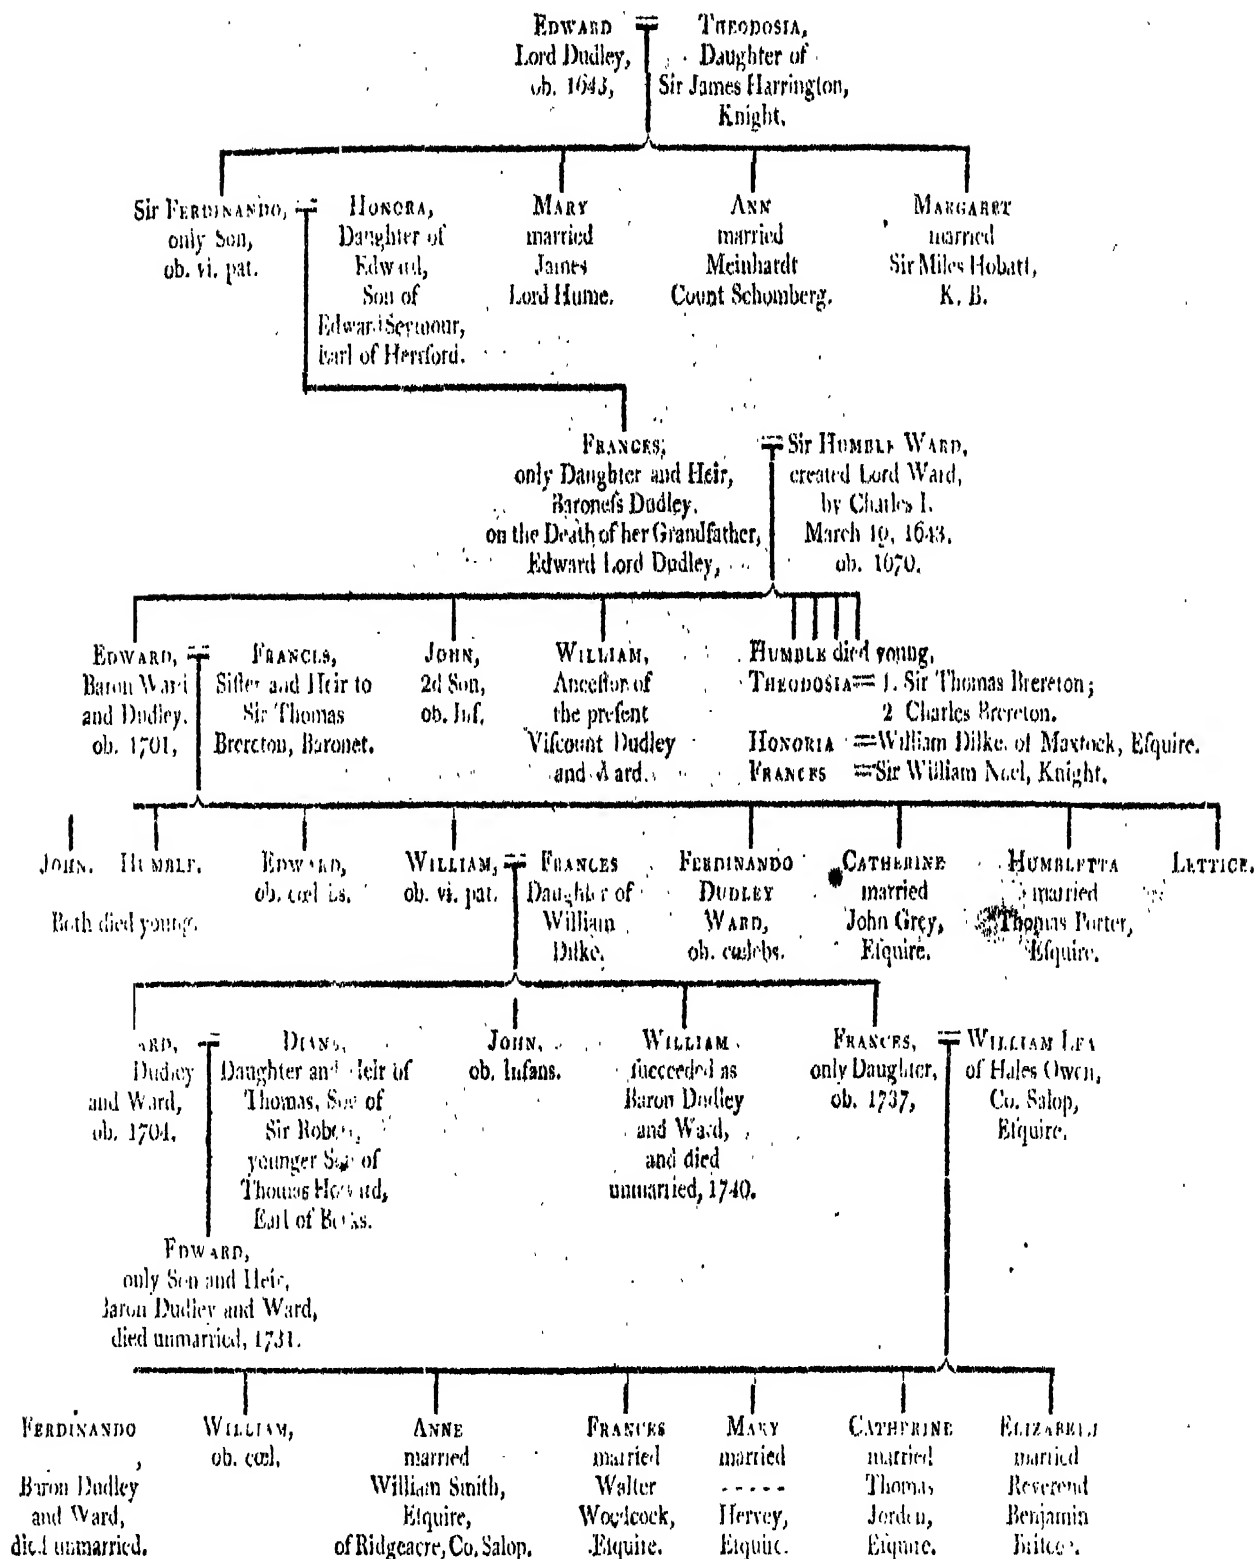 EDWARD = THEODOSIA,
Lord Dudley, Daughter of
ob. 1643, Sir James Harrington,
Knight.
Sir FERDINANDO, = HONORA,
only Son, Daughter of
ob. vi. pat. Edward,
Son of
Edward Seymour,
Earl of Hertford.
MARY
married
James
Lord Hume.
ANN
married
Meinhardt
Count Schomberg.
MARGARET
married
Sir Miles Hobart,
K. B.
FRANCES, = Sir HUMBLE WARD,
only Daughter and Heir, created Lord Ward,
Baroneſs Dudley. by Charles I.
on the Death of her Grandfather, March 19, 1643.
Edward Lord Dudley, ob. 1670.
EDWARD, = FRANCES,
Baron Ward Siſter and Heir to
and Dudley. Sir Thomas
ob. 1701, Brereton, Baronet.
JOHN,
2d Son,
ob. Inf.
WILLIAM,
Anceſtor of
the preſent
Viſcount Dudley
and Ward.
HUMBLE died young.
THEODOSIA = 1. Sir Thomas Brereton;
2 Charles Brereton.
HONORIA = William Dilke. of Maxtock, Eſquire.
FRANCES = Sir William Noel, Knight.
JOHN. HUMBLE.
Both died young.
EDWARD,
ob. cœlebs.
WILLIAM, = FRANCES
ob. vi. pat. Daughter of
William
Dilke.
FERDINANDO
DUDLEY
WARD,
ob. cœlebs.
CATHERINE
married
John Grey,
Eſquire.
HUMBLETTA
married
Thomas Porter,
Eſquire.
LETTICE.
ARD, = DIANA,
Dudley Daughter and Heir of
and Ward, Thomas, Son of
ob. 1704. Sir Robert,
younger Son of
Thomas Howard,
Earl of Berks.
JOHN,
ob. Infans.
WILLIAM
ſucceeded as
Baron Dudley
and Ward,
and died
unmarried, 1740.
FRANCES, = WILLIAM LEA
only Daughter, of Hales Owen,
ob. 1737, Co. Salop,
Eſquire.
EDWARD,
only Son and Heir,
Baron Dudley and Ward,
died unmarried, 1731.
FERDINANDO
,
Baron Dudley
and Ward,
died unmarried.
WILLIAM,
ob. cœl.
ANNE
married
William Smith,
Eſquire,
of Ridgeacre, Co. Salop.
FRANCES
married
Walter
Woodcock,
Eſquire.
MARY
married
-----
Hervey,
Eſquire.
CATHERINE
married
Thomas
Jorden,
Eſquire.
ELIZABETH
married
Reverend
Benjamin